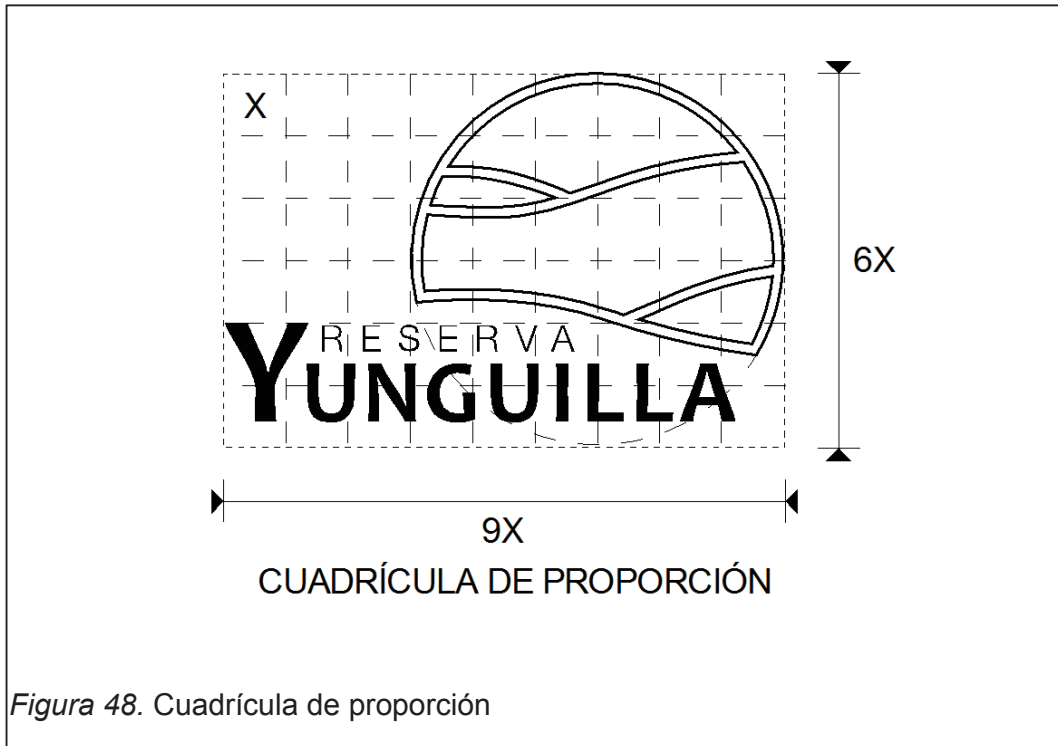 X
6X
RESERVA
YUNGUILLA
9X
CUADRÍCULA DE PROPORCIÓN
Figura 48. Cuadrícula de proporción